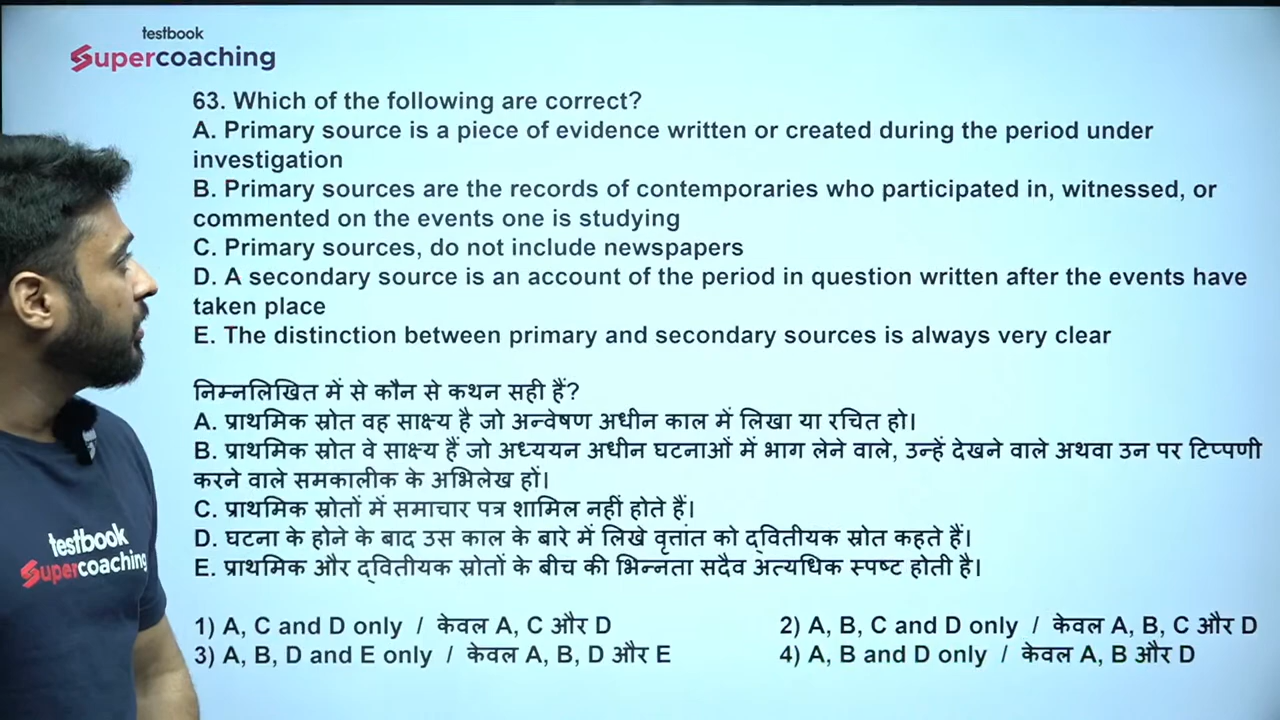 testbook
Supercoaching
63. Which of the following are correct?
A. Primary source is a piece of evidence written or created during the period under
investigation
B. Primary sources are the records of contemporaries who participated in, witnessed, or
commented on the events one is studying
C. Primary sources, do not include newspapers
D. A secondary source is an account of the period in question written after the events have
taken place
E. The distinction between primary and secondary sources is always very clear
निम्नलिखित में से कौन से कथन सही हैं?
A. प्राथमिक स्रोत वह साक्ष्य है जो अन्वेषण अधीन काल में लिखा या रचित हो।
B. प्राथमिक स्रोत वे साक्ष्य हैं जो अध्ययन अधीन घटनाओं में भाग लेने वाले, उन्हें देखने वाले अथवा उन पर टिप्पणी
करने वाले समकालीक के अभिलेख हों।
C. प्राथमिक स्रोतों में समाचार पत्र शामिल नहीं होते हैं।
D. घटना के होने के बाद उस काल के बारे में लिखे वृत्तांत को द्वितीयक स्रोत कहते हैं।
E. प्राथमिक और द्वितीयक स्रोतों के बीच की भिन्नता सदैव अत्यधिक स्पष्ट होती है।
1) A, C and D only / केवल A, C और D
2) A, B, C and D only / केवल A, B, C और D
3) A, B, D and E only / केवल A, B, D और E
4) A, B and D only / केवल A, B और D
testbook
Supercoaching